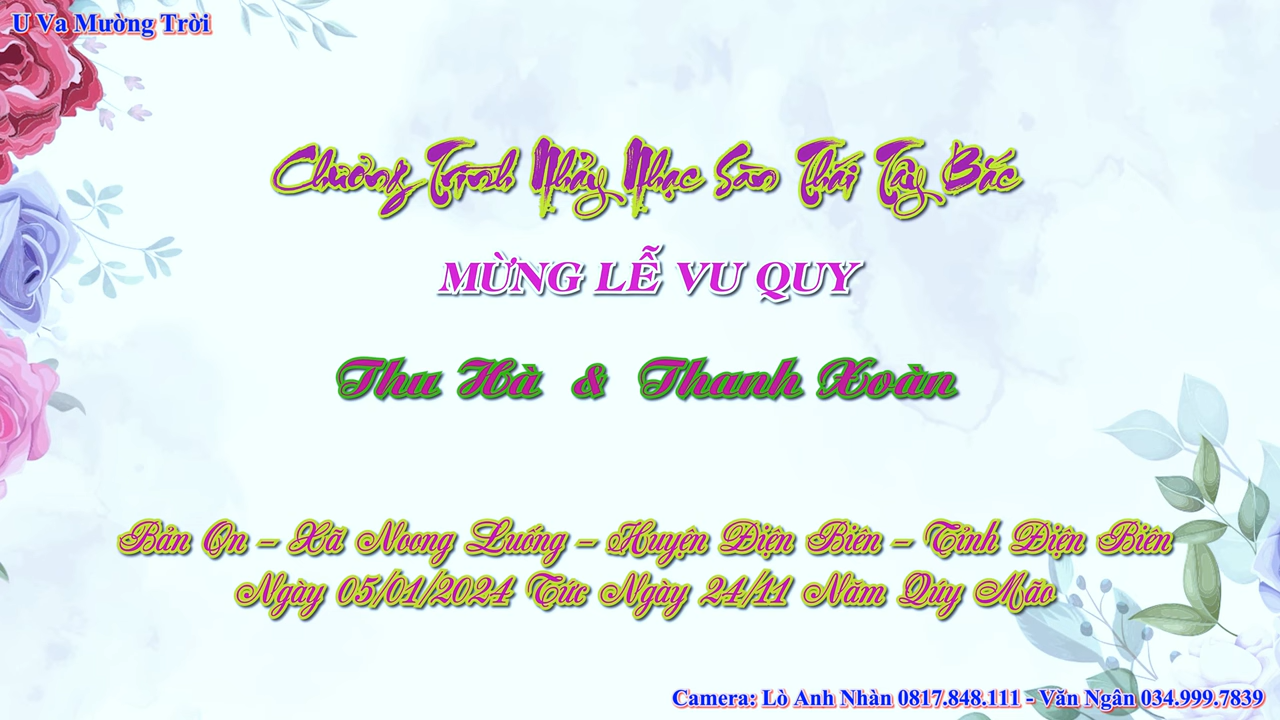 U Va Mường Trời
Chương Trình Nhảy Nhạc Sàn Thái Tây Bắc
MỪNG LỄ VU QUY
Thu Hà & Thanh Xoàn
Bản On – Xã Noong Luống – Huyện Điện Biên – Tỉnh Điện Biên
Ngày 05/01/2024 Tức Ngày 24/11 Năm Qúy Mão
Camera: Lò Anh Nhàn 0817.848.111 - Văn Ngân 034.999.7839